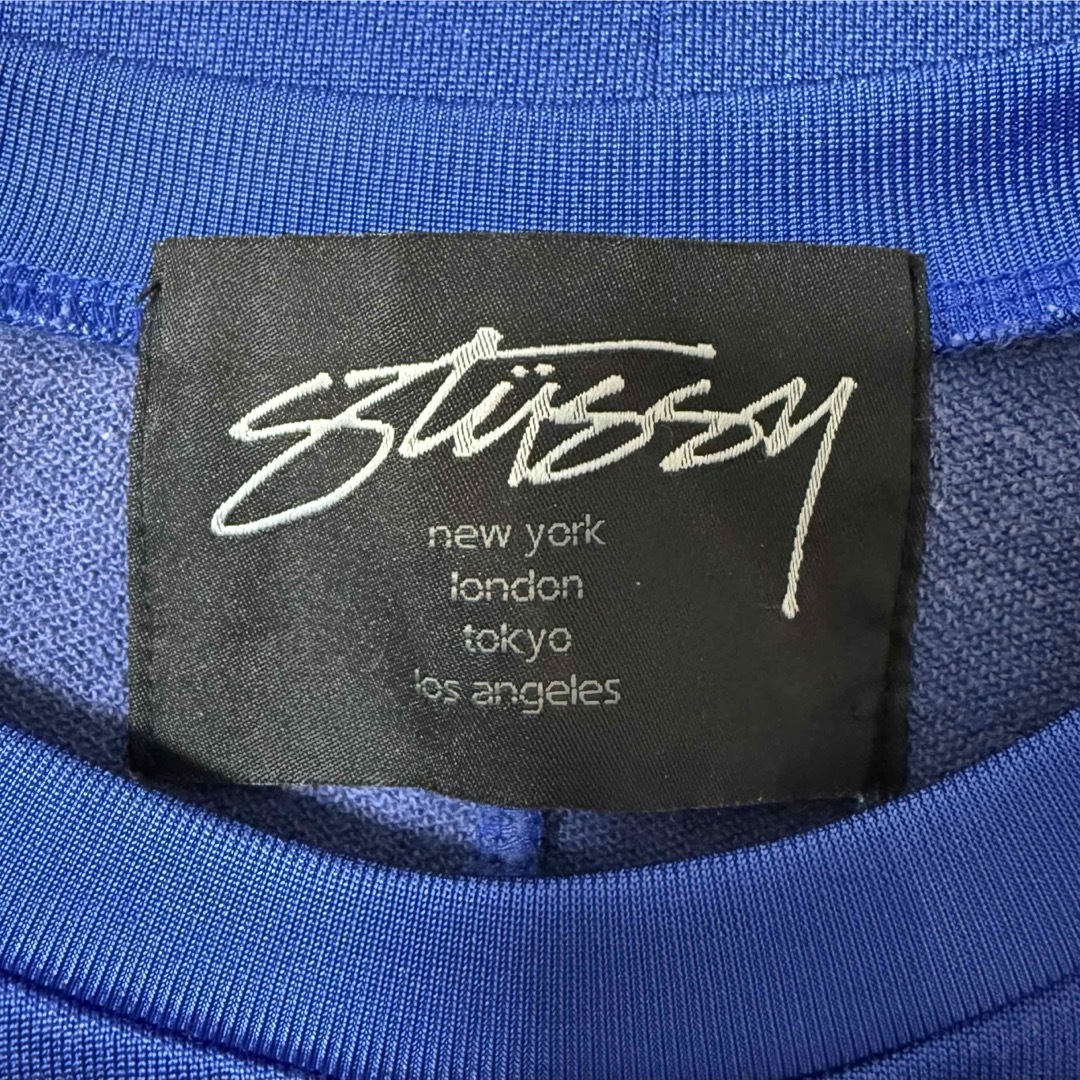 stüssy
new york
london
tokyo
los angeles